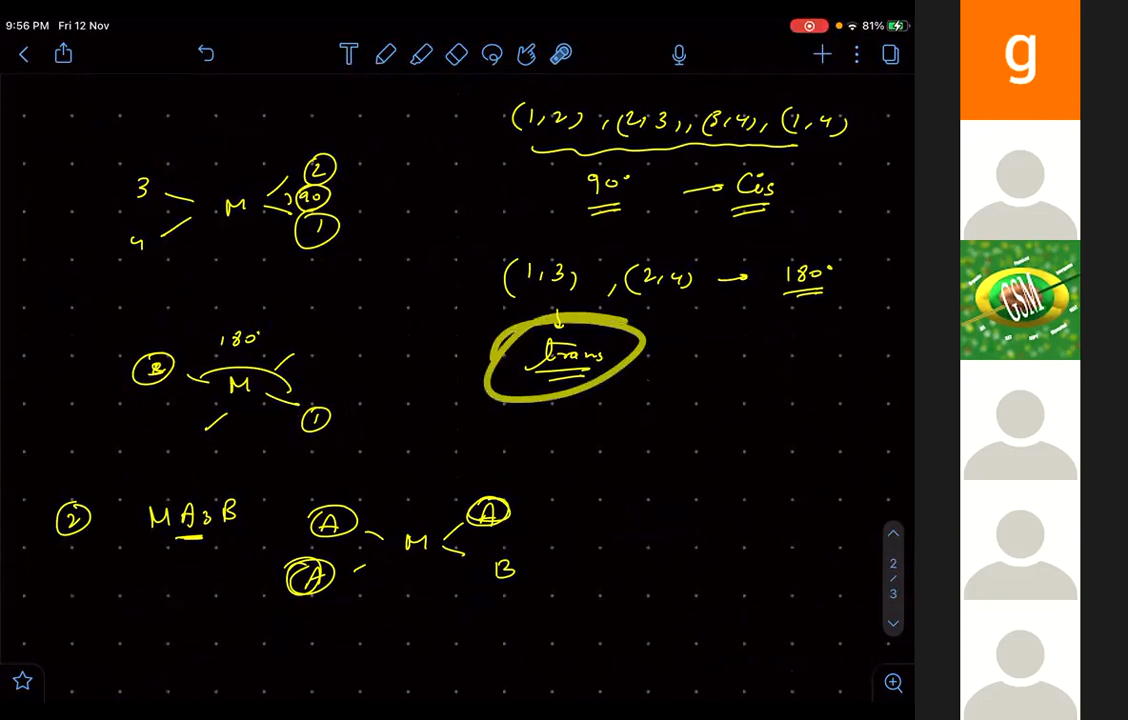 9:56 PM Fri 12 Nov
81%
g
(1,2) , (2,3), (3,4), (1,4)
90° → Cis
3 M 2
90
4 1
(1,3) , (2,4) → 180°
trans
180°
M
1
GSM
2 MA3B
A M A
A B
2
/
3